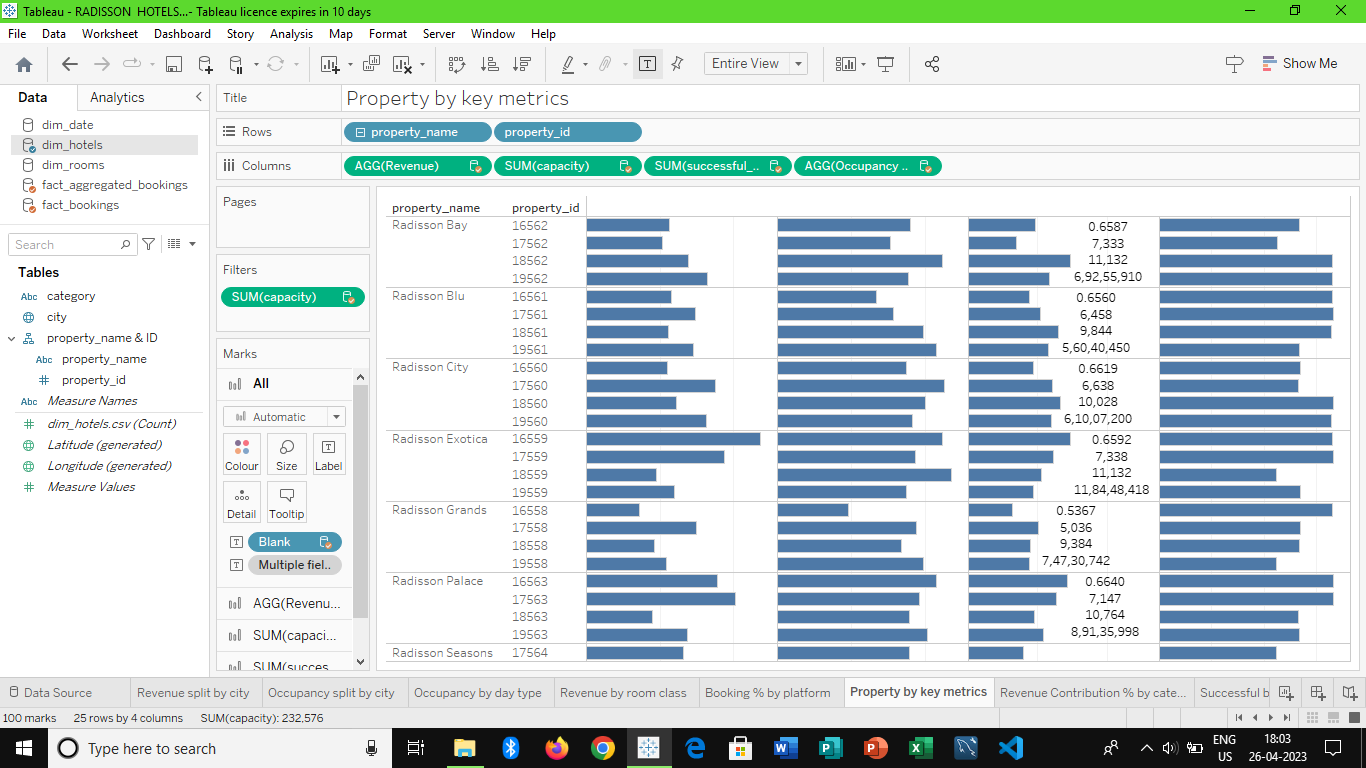 Tableau - RADISSON HOTELS...- Tableau licence expires in 10 days
File Data Worksheet Dashboard Story Analysis Map Format Server Window Help
Entire View Show Me
Data Analytics
dim_date
dim_hotels
dim_rooms
fact_aggregated_bookings
fact_bookings
Search
Tables
Abc category
city
property_name & ID
Abc property_name
property_id
Abc Measure Names
dim_hotels.csv (Count)
Latitude (generated)
Longitude (generated)
Measure Values
Pages
Filters
SUM(capacity)
Marks
All
Automatic
Colour Size Label
Detail Tooltip
Blank
Multiple fiel..
AGG(Revenu...
SUM(capaci...
SUM(succes
Title Property by key metrics
Rows property_name property_id
Columns AGG(Revenue) SUM(capacity) SUM(successful_.. AGG(Occupancy ..
property_name property_id
Radisson Bay 16562 0.6587
17562 7,333
18562 11,132
19562 6,92,55,910
Radisson Blu 16561 0.6560
17561 6,458
18561 9,844
19561 5,60,40,450
Radisson City 16560 0.6619
17560 6,638
18560 10,028
19560 6,10,07,200
Radisson Exotica 16559 0.6592
17559 7,338
18559 11,132
19559 11,84,48,418
Radisson Grands 16558 0.5367
17558 5,036
18558 9,384
19558 7,47,30,742
Radisson Palace 16563 0.6640
17563 7,147
18563 10,764
19563 8,91,35,998
Radisson Seasons 17564
Data Source Revenue split by city Occupancy split by city Occupancy by day type Revenue by room class Booking % by platform Property by key metrics Revenue Contribution % by cate... Successful b
100 marks 25 rows by 4 columns SUM(capacity): 232,576
Type here to search
ENG 18:03
US 26-04-2023